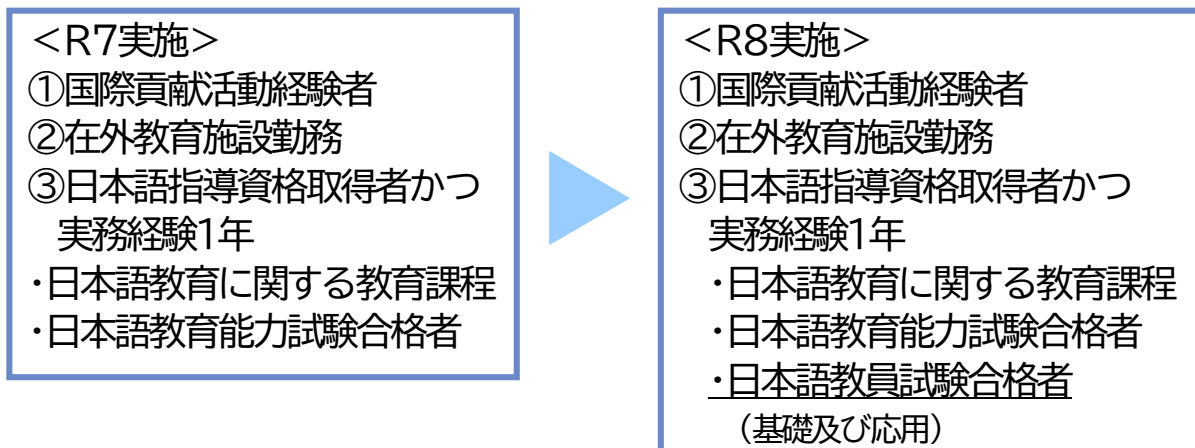 ＜R7実施＞
①国際貢献活動経験者
②在外教育施設勤務
③日本語指導資格取得者かつ
実務経験1年
・日本語教育に関する教育課程
・日本語教育能力試験合格者
＜R8実施＞
①国際貢献活動経験者
②在外教育施設勤務
③日本語指導資格取得者かつ
実務経験1年
・日本語教育に関する教育課程
・日本語教育能力試験合格者
・日本語教員試験合格者
（基礎及び応用）